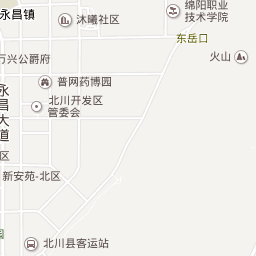 永昌镇
沐曦社区
绵阳职业
技术学院
东岳口
火山
万兴公爵府
普网药博园
北川开发区
管委会
永昌大道
区
新安苑-北区
园
北川县客运站